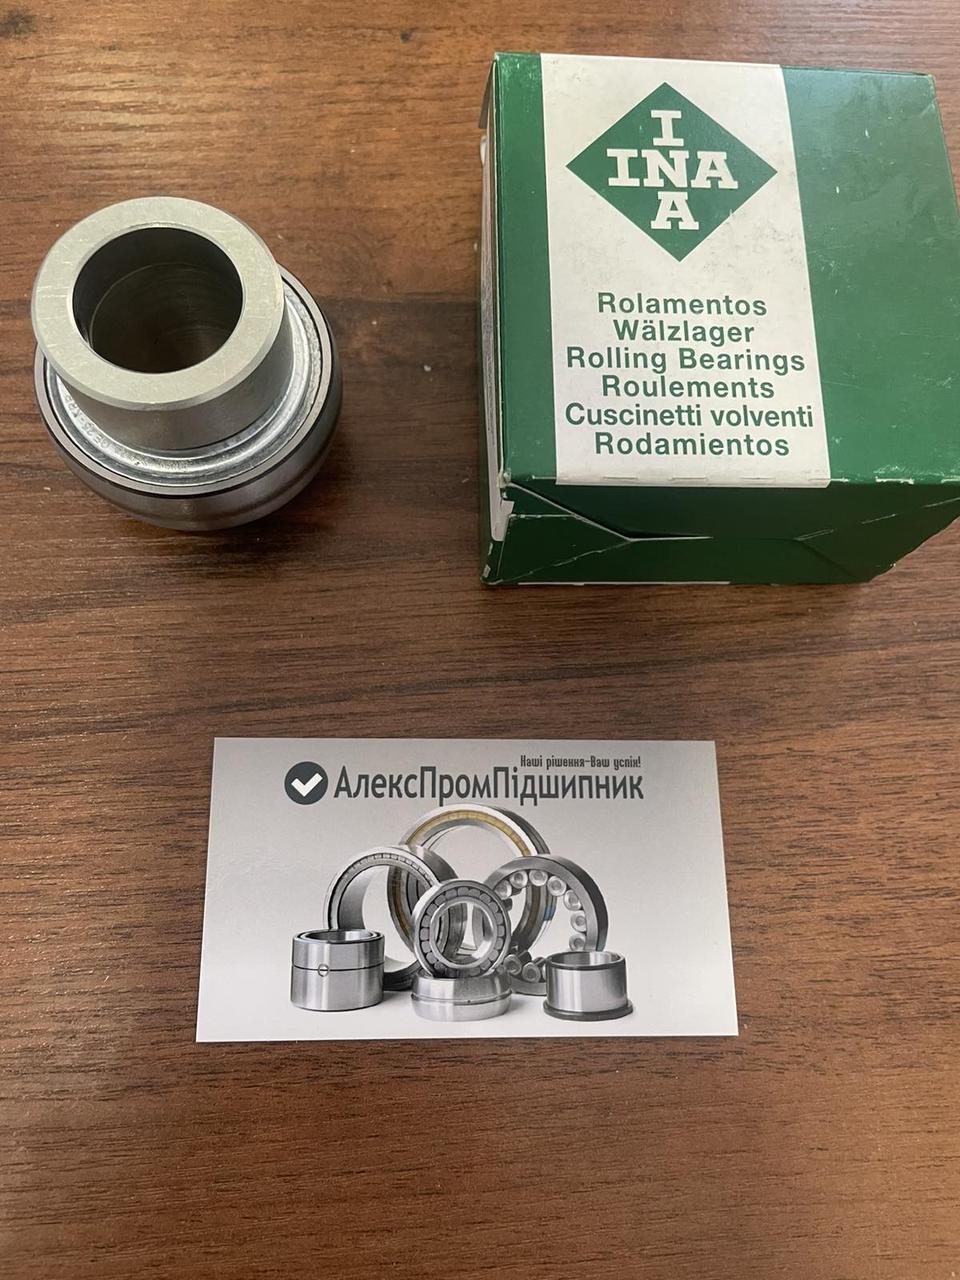 I
INA
A
Rolamentos
Wälzlager
Rolling Bearings
Roulements
Cuscinetti volventi
Rodamientos
Наші рішення-Ваш успіх!
АлексПромПідшипник